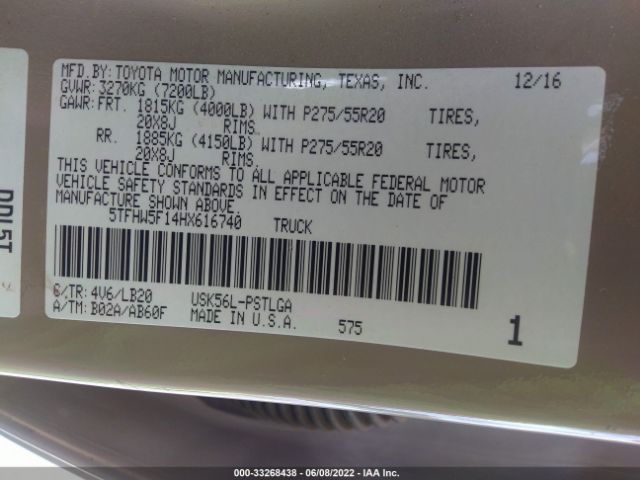 MFD.BY: TOYOTA MOTOR MANUFACTURING, TEXAS, INC. 12/16
GVWR: 3270KG (7200LB)
GAWR: FRT. 1815KG (4000LB) WITH P275/55R20 TIRES,
20X8J RIMS.
RR. 1885KG (4150LB) WITH P275/55R20 TIRES,
20X8J RIMS.
THIS VEHICLE CONFORMS TO ALL APPLICABLE FEDERAL MOTOR
VEHICLE SAFETY STANDARDS IN EFFECT ON THE DATE OF
MANUFACTURE SHOWN ABOVE.
5TFHW5F14HX616740 TRUCK
C/TR: 4V6/LB20 USK56L-PSTLGA
A/TM: B02A/AB60F MADE IN U.S.A. 575 1
000-33268438 - 06/08/2022 - IAA Inc.